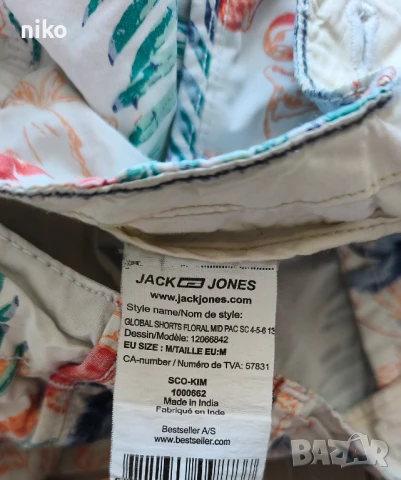 niko
JACK JONES
www.jackjones.com
Style name/Nom de style:
GLOBAL SHORTS FLORAL MID PAC SC 4-5-6 13
Dessin/Modèle: 12066842
EU SIZE: M/TAILLE EU:M
CA-number / Numéro de TVA: 57831
SCO-KIM
1000662
Made in India
Fabriqué en Inde
Bestseller A/S
www.bestseller.com
BAZAR